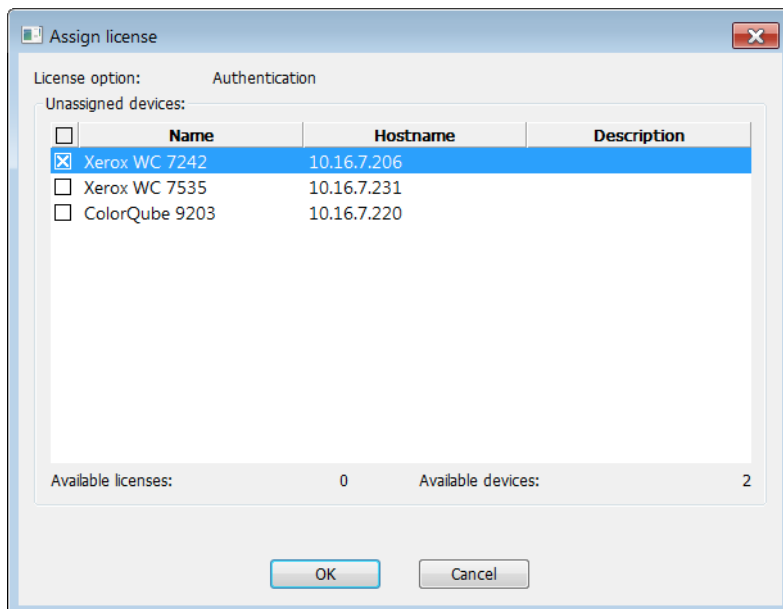 Assign license
License option: Authentication
Unassigned devices:
Name Hostname Description
Xerox WC 7242 10.16.7.206
Xerox WC 7535 10.16.7.231
ColorQube 9203 10.16.7.220
Available licenses: 0 Available devices: 2
OK Cancel